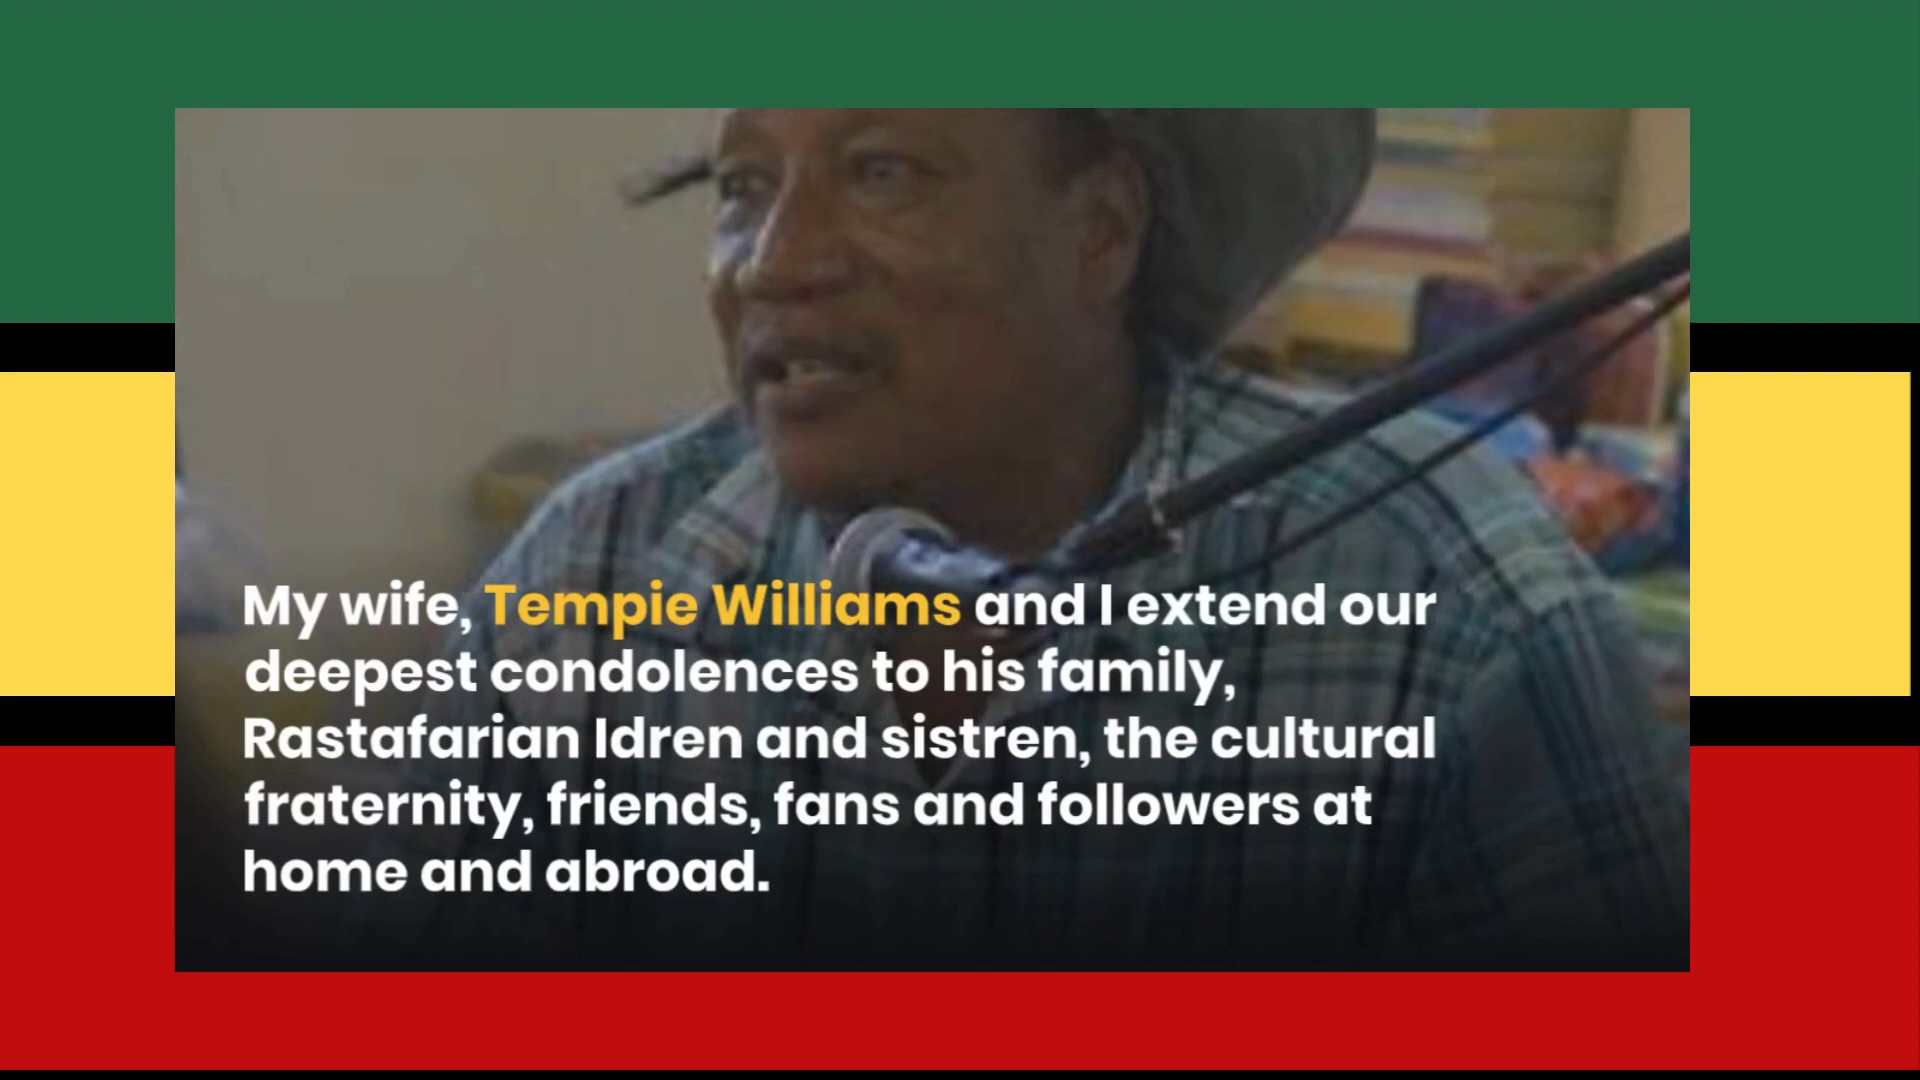 My wife, Tempie Williams and I extend our
deepest condolences to his family,
Rastafarian Idren and sistren, the cultural
fraternity, friends, fans and followers at
home and abroad.